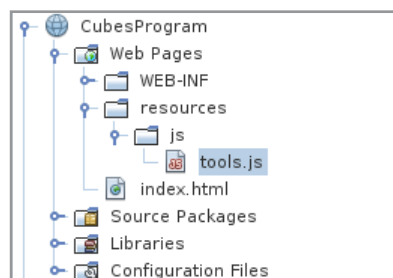 CubesProgram
Web Pages
WEB-INF
resources
js
tools.js
index.html
Source Packages
Libraries
Configuration Files